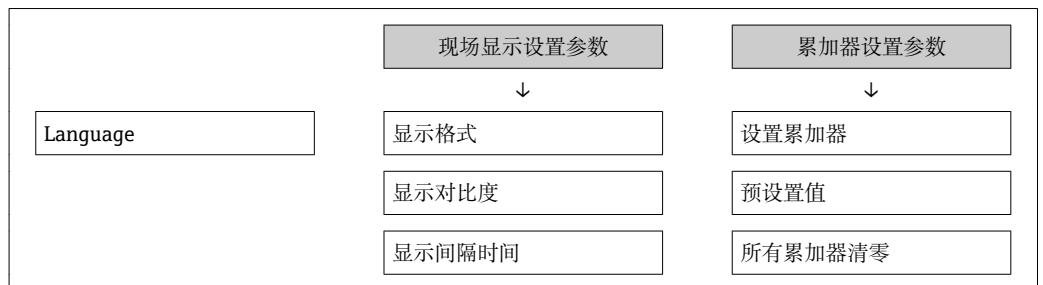 现场显示设置参数
累加器设置参数
↓
↓
Language
显示格式
设置累加器
显示对比度
预设置值
显示间隔时间
所有累加器清零